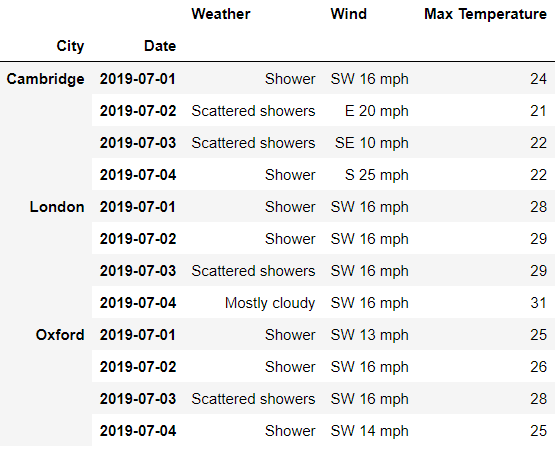 Weather Wind Max Temperature
City Date
Cambridge 2019-07-01 Shower SW 16 mph 24
2019-07-02 Scattered showers E 20 mph 21
2019-07-03 Scattered showers SE 10 mph 22
2019-07-04 Shower S 25 mph 22
London 2019-07-01 Shower SW 16 mph 28
2019-07-02 Shower SW 16 mph 29
2019-07-03 Scattered showers SW 16 mph 29
2019-07-04 Mostly cloudy SW 16 mph 31
Oxford 2019-07-01 Shower SW 13 mph 25
2019-07-02 Shower SW 16 mph 26
2019-07-03 Scattered showers SW 16 mph 28
2019-07-04 Shower SW 14 mph 25